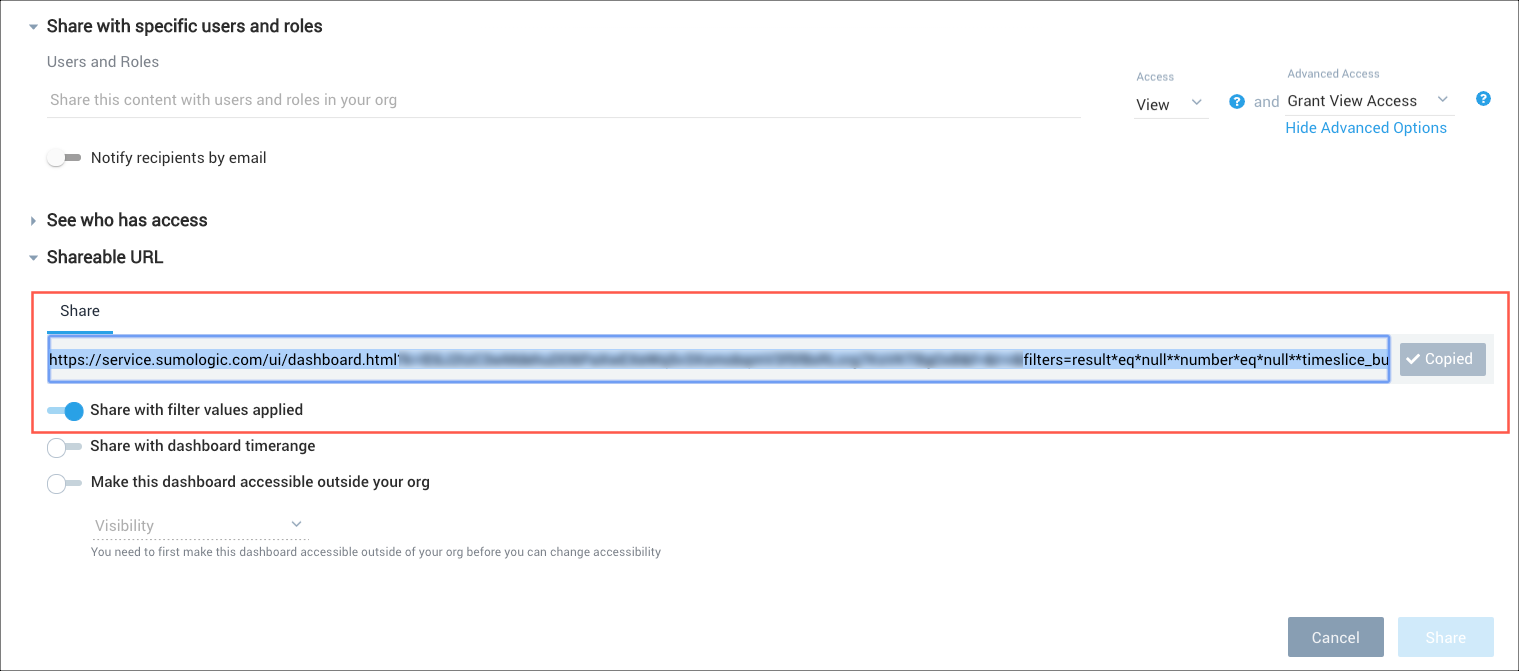 Share with specific users and roles
Users and Roles
Share this content with users and roles in your org
Access
View
? and
Advanced Access
Grant View Access
?
Hide Advanced Options
Notify recipients by email
See who has access
Shareable URL
Share
https://service.sumologic.com/ui/dashboard.html? filters=result*eq*null**number*eq*null**timeslice_bu
Copied
Share with filter values applied
Share with dashboard timerange
Make this dashboard accessible outside your org
Visibility
You need to first make this dashboard accessible outside of your org before you can change accessibility
Cancel
Share